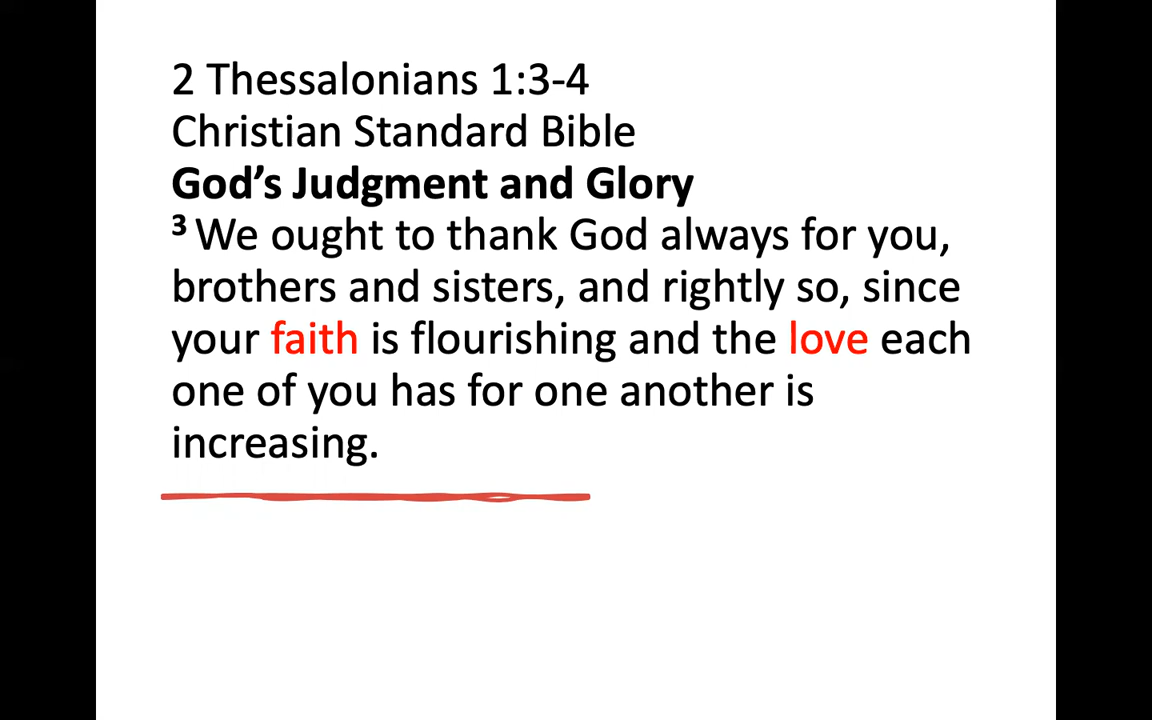 2 Thessalonians 1:3-4
Christian Standard Bible
God’s Judgment and Glory
3 We ought to thank God always for you,
brothers and sisters, and rightly so, since
your faith is flourishing and the love each
one of you has for one another is
increasing.